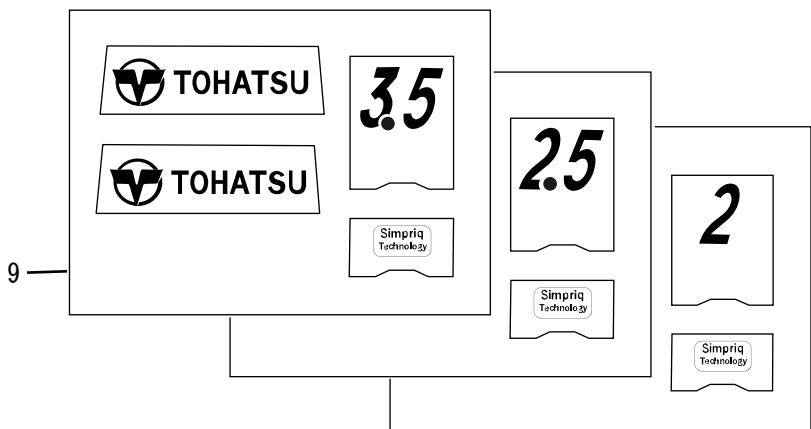 TOHATSU
3.5
TOHATSU
Simpriq
Technology
9
2.5
Simpriq
Technology
2
Simpriq
Technology